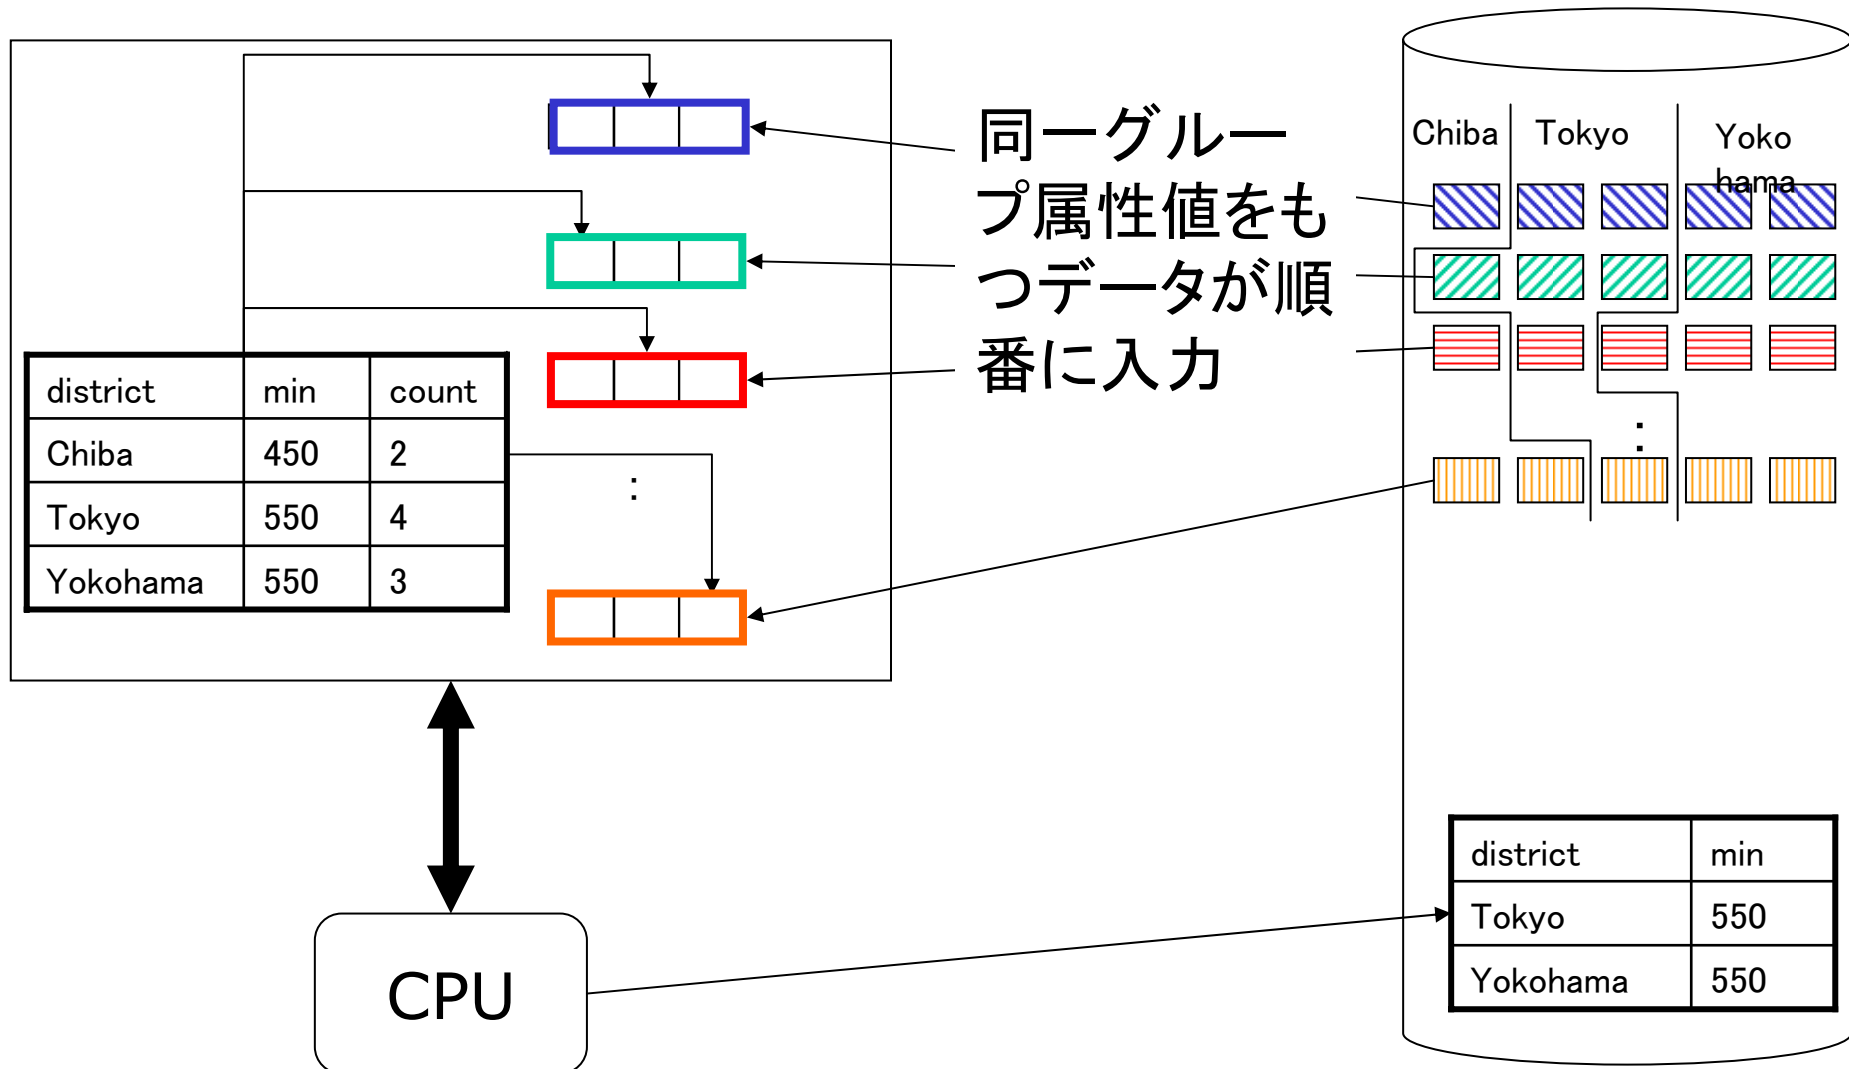 同一グルー
プ属性値をも
つデータが順
番に入力
Chiba Tokyo Yoko
hama
:
district min count
Chiba 450 2
Tokyo 550 4
Yokohama 550 3
:
CPU
district min
Tokyo 550
Yokohama 550